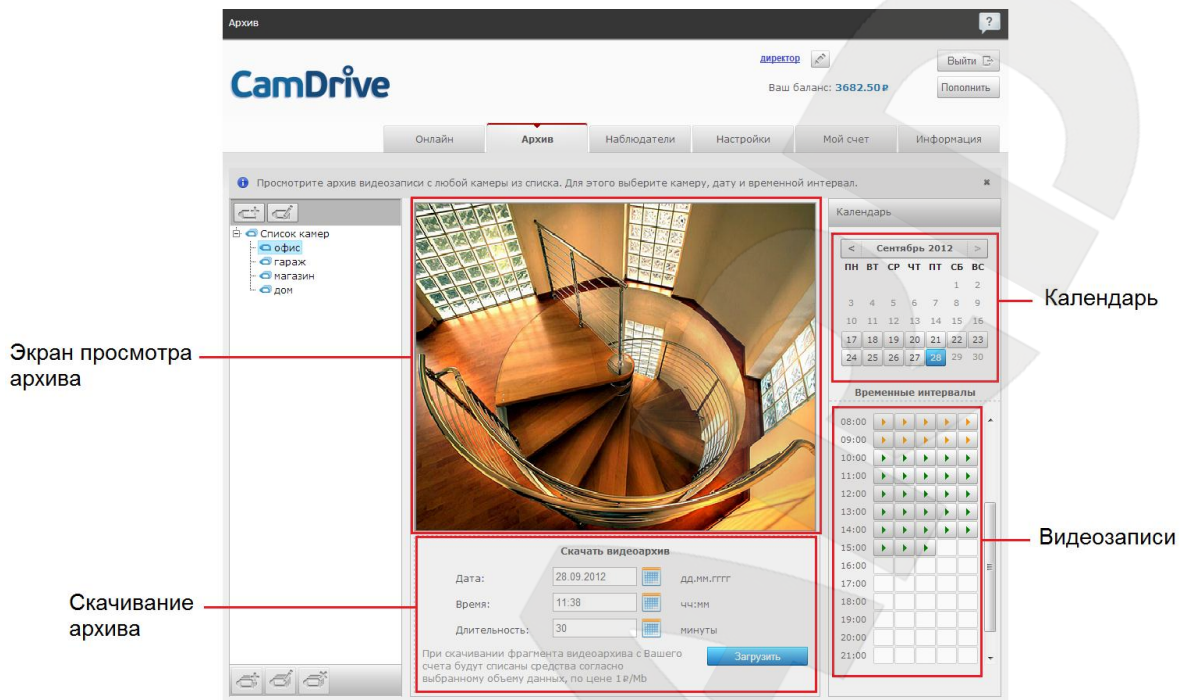 Архив
?
CamDrive
директор
Выйти
Ваш баланс: 3682.50 ₽
Пополнить
Онлайн
Архив
Наблюдатели
Настройки
Мой счет
Информация
Просмотрите архив видеозаписи с любой камеры из списка. Для этого выберите камеру, дату и временной интервал.
Список камер
офис
гараж
магазин
дом
Экран просмотра
архива
Календарь
< Сентябрь 2012 >
ПН ВТ СР ЧТ ПТ СБ ВС
1 2
3 4 5 6 7 8 9
10 11 12 13 14 15 16
17 18 19 20 21 22 23
24 25 26 27 28 29 30
Календарь
Временные интервалы
08:00
09:00
10:00
11:00
12:00
13:00
14:00
15:00
16:00
17:00
18:00
19:00
20:00
21:00
Видеозаписи
Скачать видеоархив
Дата: 28.09.2012 дд.мм.гггг
Время: 11:38 чч:мм
Длительность: 30 минуты
При скачивании фрагмента видеоархива с Вашего
счета будут списаны средства согласно
выбранному объему данных, по цене 1₽/Mb
Загрузить
Скачивание
архива